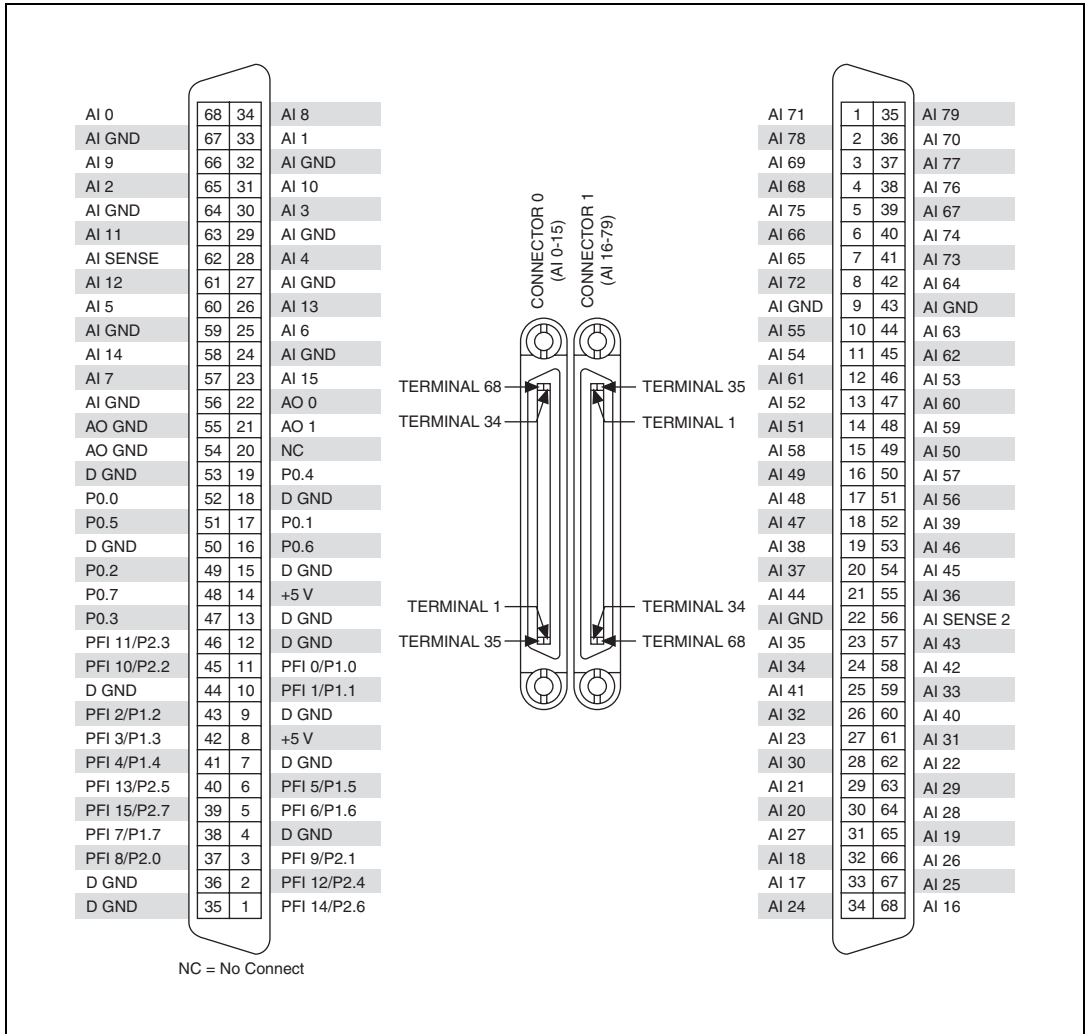 AI 0 68 34 AI 8
AI GND 67 33 AI 1
AI 9 66 32 AI GND
AI 2 65 31 AI 10
AI GND 64 30 AI 3
AI 11 63 29 AI GND
AI SENSE 62 28 AI 4
AI 12 61 27 AI GND
AI 5 60 26 AI 13
AI GND 59 25 AI 6
AI 14 58 24 AI GND
AI 7 57 23 AI 15
AI GND 56 22 AO 0
AO GND 55 21 AO 1
AO GND 54 20 NC
D GND 53 19 P0.4
P0.0 52 18 D GND
P0.5 51 17 P0.1
D GND 50 16 P0.6
P0.2 49 15 D GND
P0.7 48 14 +5 V
P0.3 47 13 D GND
PFI 11/P2.3 46 12 D GND
PFI 10/P2.2 45 11 PFI 0/P1.0
D GND 44 10 PFI 1/P1.1
PFI 2/P1.2 43 9 D GND
PFI 3/P1.3 42 8 +5 V
PFI 4/P1.4 41 7 D GND
PFI 13/P2.5 40 6 PFI 5/P1.5
PFI 15/P2.7 39 5 PFI 6/P1.6
PFI 7/P1.7 38 4 D GND
PFI 8/P2.0 37 3 PFI 9/P2.1
D GND 36 2 PFI 12/P2.4
D GND 35 1 PFI 14/P2.6
NC = No Connect
CONNECTOR 0
(AI 0-15)
CONNECTOR 1
(AI 16-79)
TERMINAL 68
TERMINAL 34
TERMINAL 35
TERMINAL 1
TERMINAL 1
TERMINAL 35
TERMINAL 34
TERMINAL 68
AI 71 1 35 AI 79
AI 78 2 36 AI 70
AI 69 3 37 AI 77
AI 68 4 38 AI 76
AI 75 5 39 AI 67
AI 66 6 40 AI 74
AI 65 7 41 AI 73
AI 72 8 42 AI 64
AI GND 9 43 AI GND
AI 55 10 44 AI 63
AI 54 11 45 AI 62
AI 61 12 46 AI 53
AI 52 13 47 AI 60
AI 51 14 48 AI 59
AI 58 15 49 AI 50
AI 49 16 50 AI 57
AI 48 17 51 AI 56
AI 47 18 52 AI 39
AI 38 19 53 AI 46
AI 37 20 54 AI 45
AI 44 21 55 AI 36
AI GND 22 56 AI SENSE 2
AI 35 23 57 AI 43
AI 34 24 58 AI 42
AI 41 25 59 AI 33
AI 32 26 60 AI 40
AI 23 27 61 AI 31
AI 30 28 62 AI 22
AI 21 29 63 AI 29
AI 20 30 64 AI 28
AI 27 31 65 AI 19
AI 18 32 66 AI 26
AI 17 33 67 AI 25
AI 24 34 68 AI 16